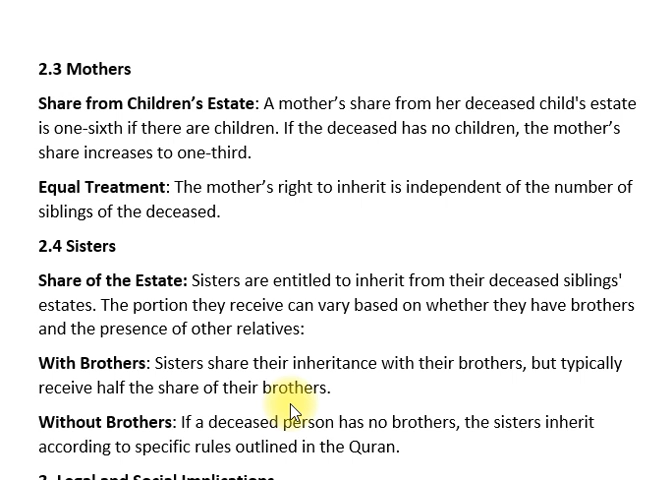 2.3 Mothers
Share from Children’s Estate: A mother’s share from her deceased child's estate
is one-sixth if there are children. If the deceased has no children, the mother’s
share increases to one-third.
Equal Treatment: The mother’s right to inherit is independent of the number of
siblings of the deceased.
2.4 Sisters
Share of the Estate: Sisters are entitled to inherit from their deceased siblings'
estates. The portion they receive can vary based on whether they have brothers
and the presence of other relatives:
With Brothers: Sisters share their inheritance with their brothers, but typically
receive half the share of their brothers.
Without Brothers: If a deceased person has no brothers, the sisters inherit
according to specific rules outlined in the Quran.
3. Legal and Social Implications